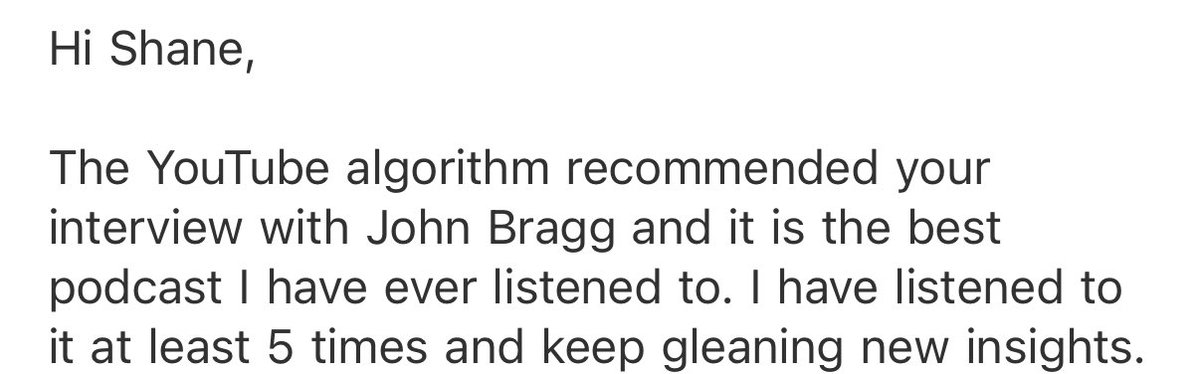 Hi Shane,
The YouTube algorithm recommended your
interview with John Bragg and it is the best
podcast I have ever listened to. I have listened to
it at least 5 times and keep gleaning new insights.